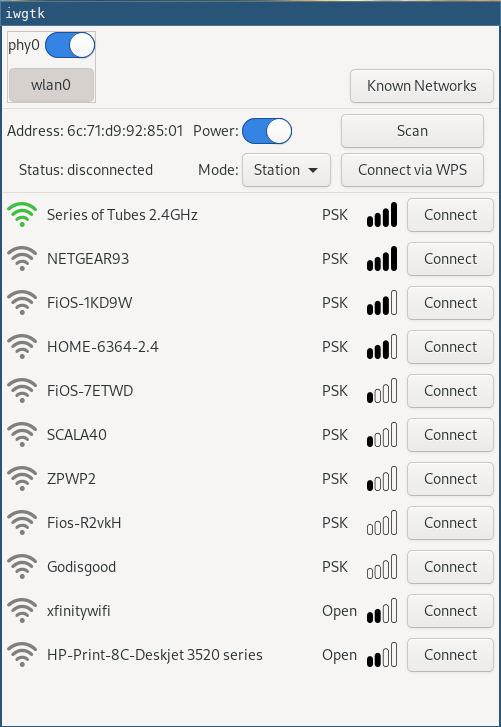 iwgtk
phy0
wlan0 Known Networks
Address: 6c:71:d9:92:85:01 Power: Scan
Status: disconnected Mode: Station Connect via WPS
Series of Tubes 2.4GHz PSK Connect
NETGEAR93 PSK Connect
FiOS-1KD9W PSK Connect
HOME-6364-2.4 PSK Connect
FiOS-7ETWD PSK Connect
SCALA40 PSK Connect
ZPWP2 PSK Connect
Fios-R2vkH PSK Connect
Godisgood PSK Connect
xfinitywifi Open Connect
HP-Print-8C-Deskjet 3520 series Open Connect